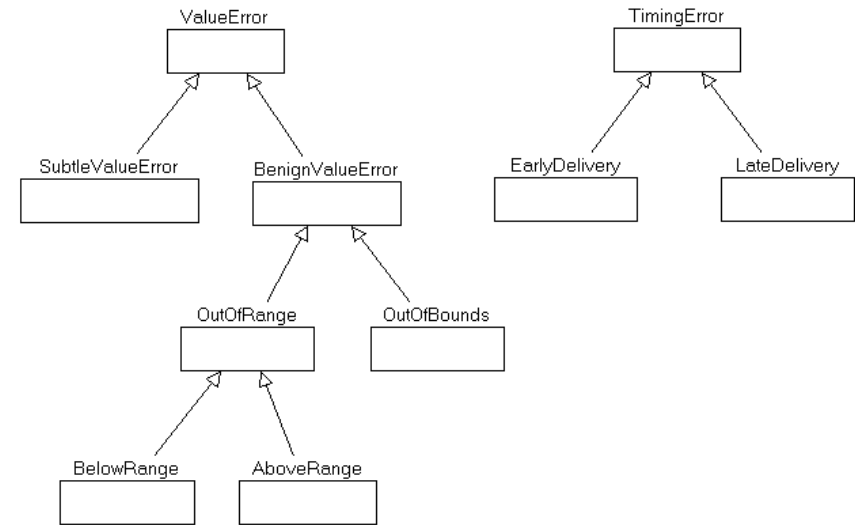 ValueError
TimingError
SubtleValueError
BenignValueError
EarlyDelivery
LateDelivery
OutOfRange
OutOfBounds
BelowRange
AboveRange